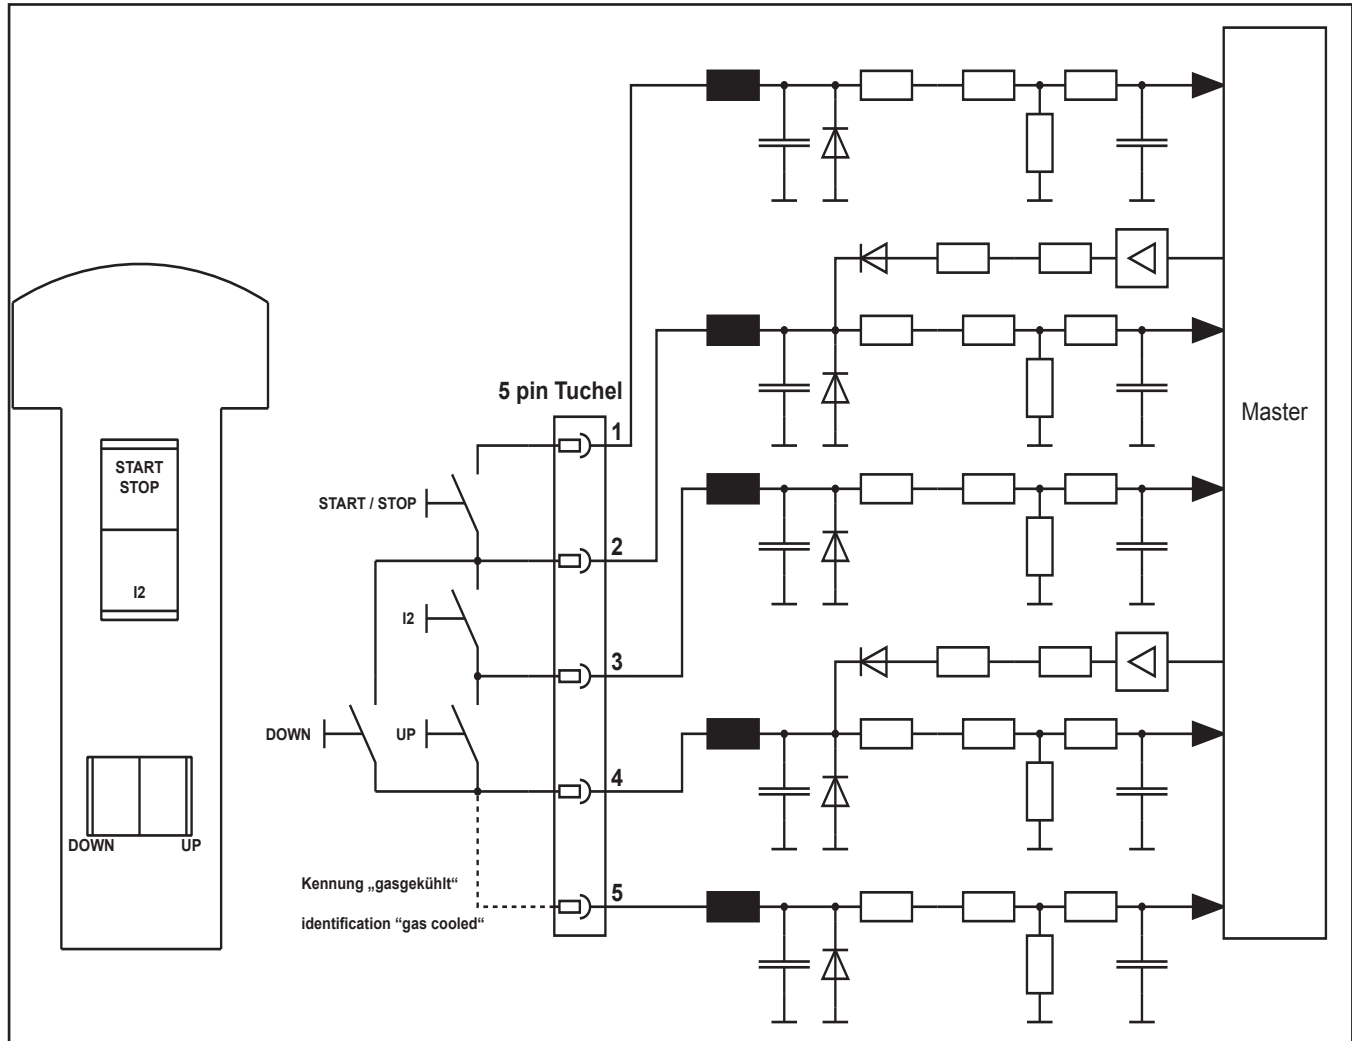 START
STOP
I2
DOWN
UP
5 pin Tuchel
1
START / STOP
2
I2
3
DOWN
UP
4
Kennung „gasgekühlt“
identification “gas cooled“
5
Master